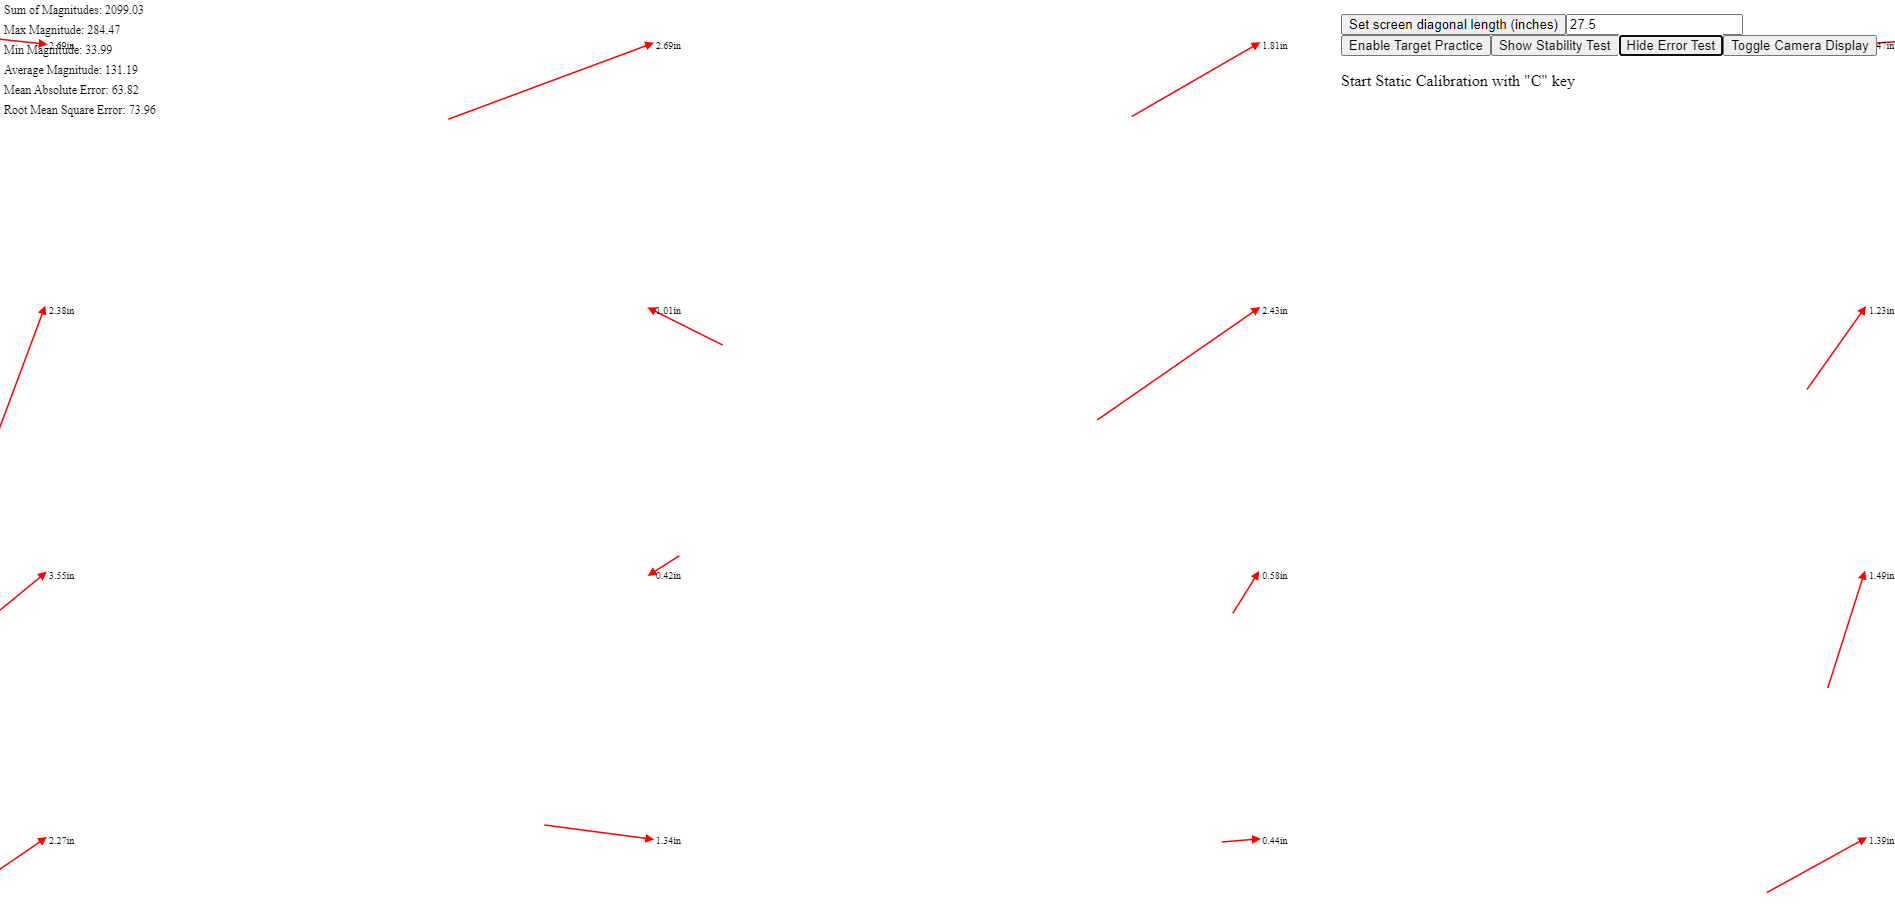 Sum of Magnitudes: 2099.03
Max Magnitude: 284.47
2.69in
Min Magnitude: 33.99
Average Magnitude: 131.19
Mean Absolute Error: 63.82
Root Mean Square Error: 73.96
2.69in
1.81in
Set screen diagonal length (inches) 27.5
Enable Target Practice Show Stability Test Hide Error Test Toggle Camera Display
47in
Start Static Calibration with "C" key
2.38in 1.01in 2.43in 1.23in
3.55in 0.42in 0.58in 1.49in
2.27in 1.34in 0.44in 1.39in